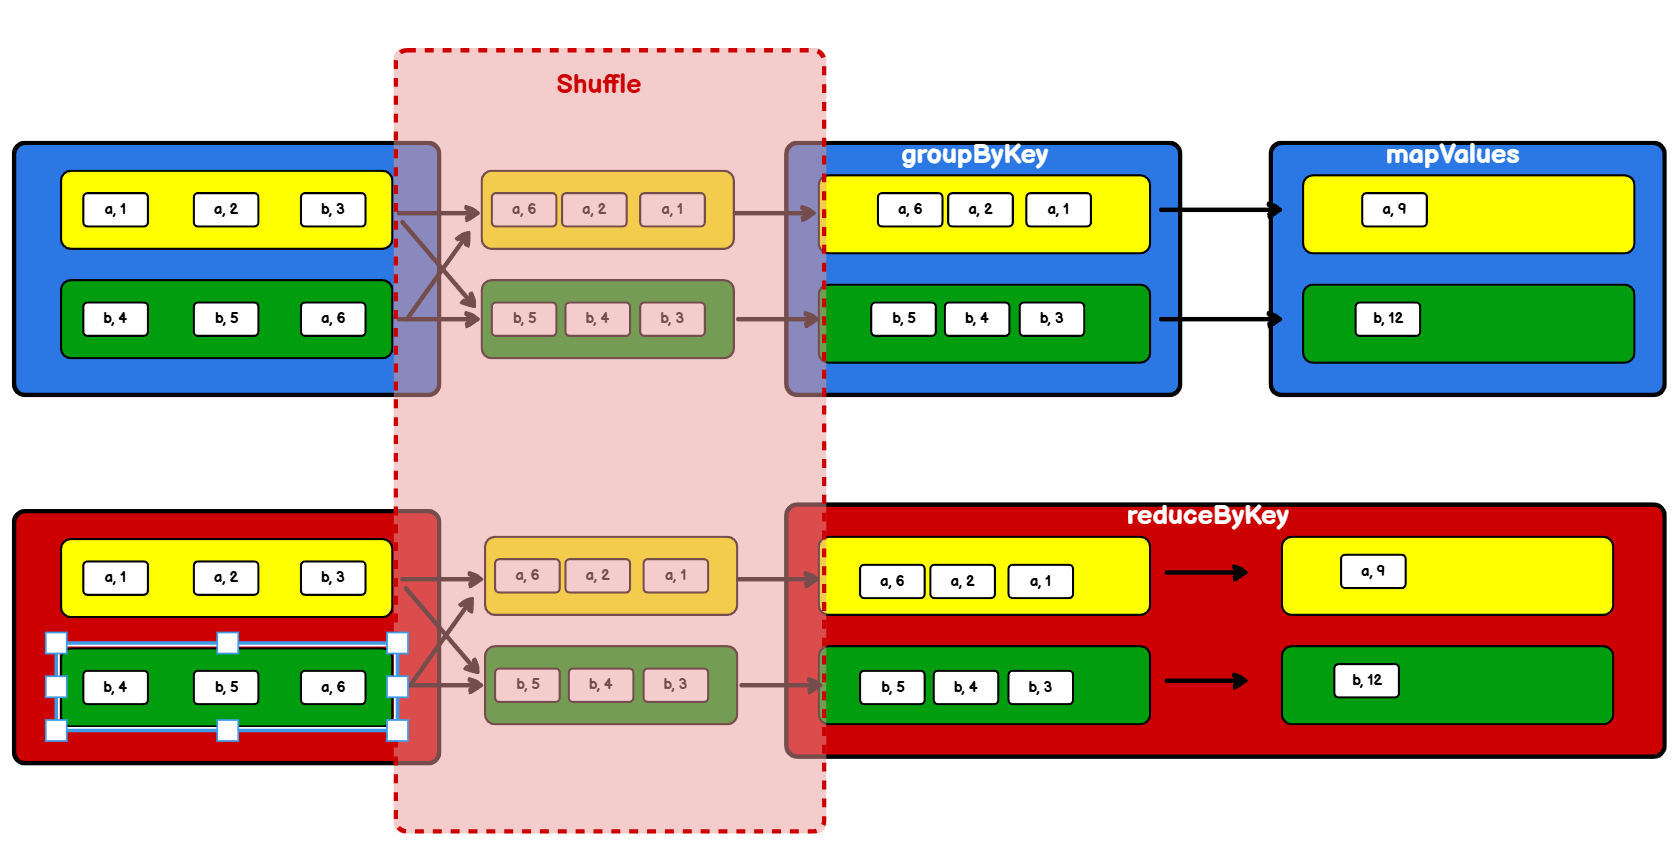 Shuffle
groupByKey
mapValues
a, 1 a, 2 b, 3
a, 6 a, 2 a, 1
a, 6 a, 2 a, 1
a, 9
b, 4 b, 5 a, 6
b, 5 b, 4 b, 3
b, 5 b, 4 b, 3
b, 12
reduceByKey
a, 1 a, 2 b, 3
a, 6 a, 2 a, 1
a, 6 a, 2 a, 1
a, 9
b, 4 b, 5 a, 6
b, 5 b, 4 b, 3
b, 5 b, 4 b, 3
b, 12